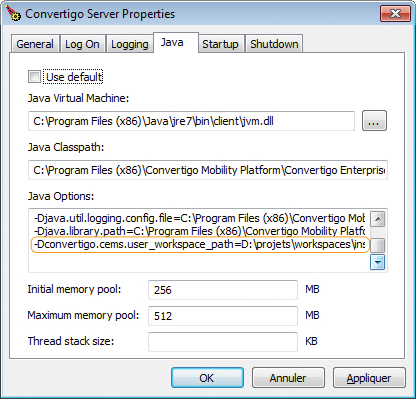 Convertigo Server Properties
General Log On Logging Java Startup Shutdown
Use default
Java Virtual Machine:
C:\Program Files (x86)\Java\jre7\bin\client\jvm.dll ...
Java Classpath:
C:\Program Files (x86)\Convertigo Mobility Platform\Convertigo Enterpris
Java Options:
-Djava.util.logging.config.file=C:\Program Files (x86)\Convertigo Mob
-Djava.library.path=C:\Program Files (x86)\Convertigo Mobility Platfo
-Dconvertigo.cems.user_workspace_path=D:\projets\workspaces\ins
Initial memory pool: 256 MB
Maximum memory pool: 512 MB
Thread stack size: KB
OK Annuler Appliquer